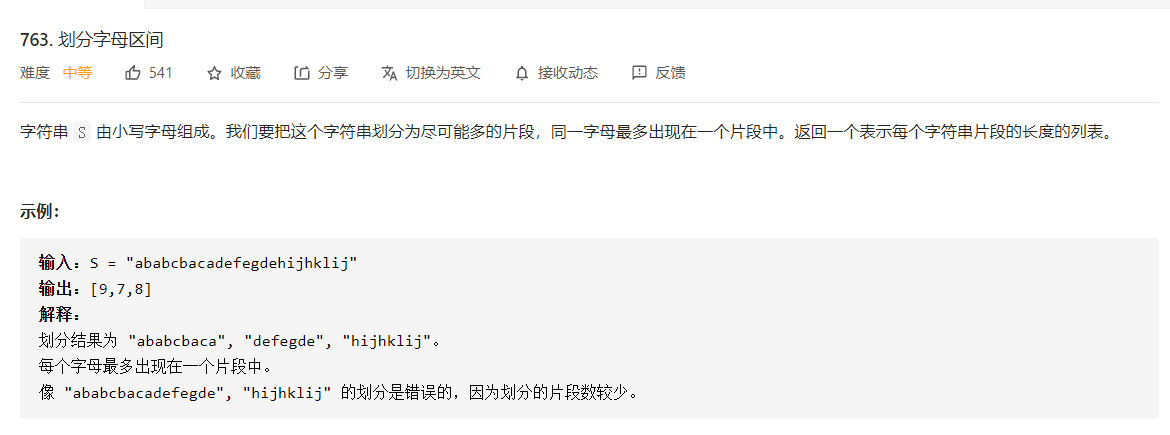 763. 划分字母区间
难度 中等 541 收藏 分享 切换为英文 接收动态 反馈
字符串 S 由小写字母组成。我们要把这个字符串划分为尽可能多的片段，同一字母最多出现在一个片段中。返回一个表示每个字符串片段的长度的列表。
示例：
输入：S = "ababcbacadefegdehijhklij"
输出：[9,7,8]
解释：
划分结果为 "ababcbaca", "defegde", "hijhklij"。
每个字母最多出现在一个片段中。
像 "ababcbacadefegde", "hijhklij" 的划分是错误的，因为划分的片段数较少。